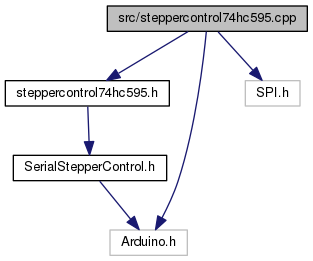 src/steppercontrol74hc595.cpp
steppercontrol74hc595.h
SPI.h
SerialStepperControl.h
Arduino.h